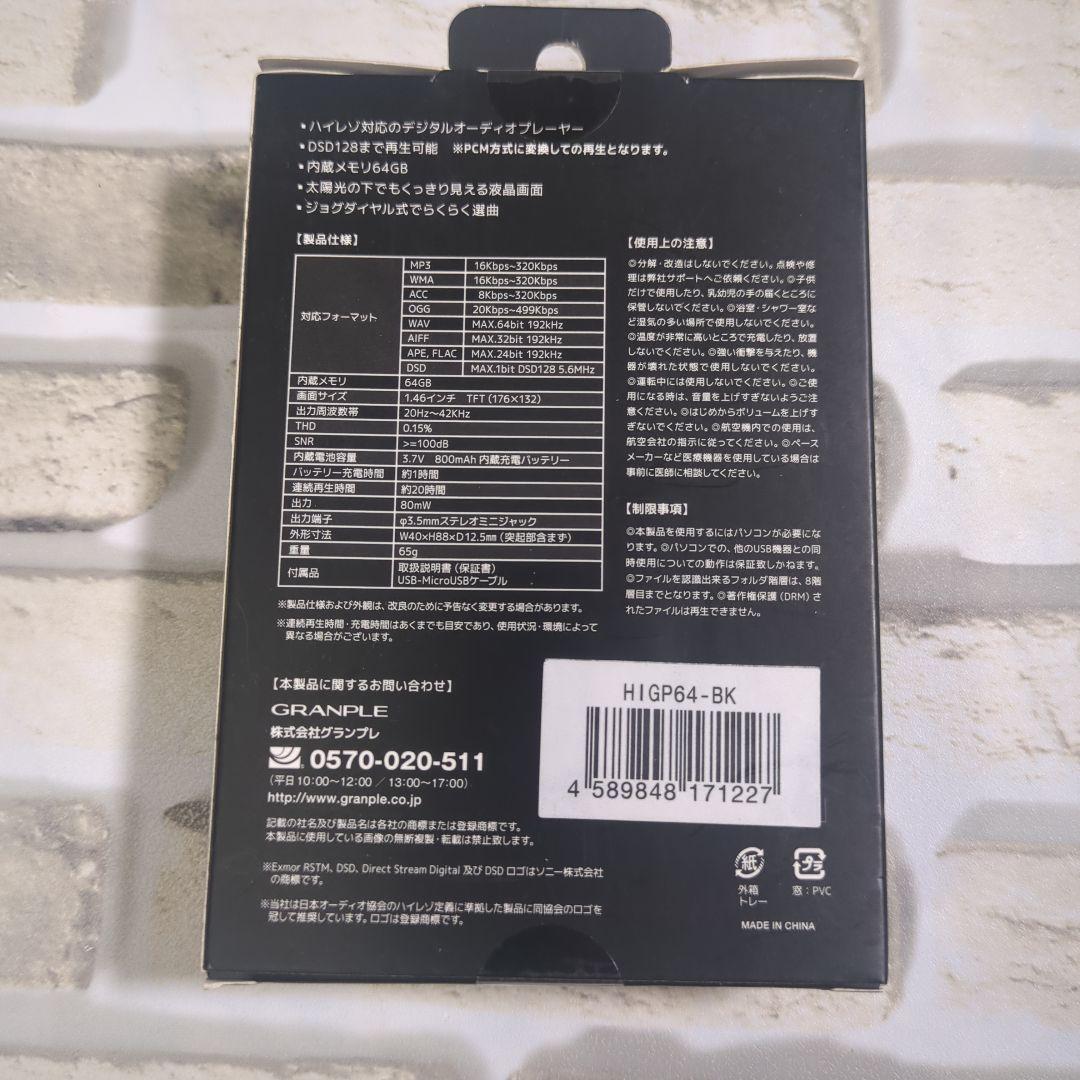 ・ハイレゾ対応のデジタルオーディオプレーヤー
・DSD128まで再生可能 ※PCM方式に変換しての再生となります。
・内蔵メモリ64GB
・太陽光の下でもくっきり見える液晶画面
・ジョグダイヤル式でらくらく選曲
【製品仕様】
対応フォーマット
MP3 16Kbps~320Kbps
WMA 16Kbps~320Kbps
ACC 8Kbps~320Kbps
OGG 20Kbps~499Kbps
WAV MAX.64bit 192kHz
AIFF MAX.32bit 192kHz
APE, FLAC MAX.24bit 192kHz
DSD MAX.1bit DSD128 5.6MHz
内蔵メモリ 64GB
画面サイズ 1.46インチ TFT (176×132)
出力周波数帯 20Hz〜42KHz
THD 0.15%
SNR >=100dB
内蔵電池容量 3.7V 800mAh 内蔵充電バッテリー
バッテリー充電時間 約1時間
連続再生時間 約20時間
出力 80mW
出力端子 φ3.5mmステレオミニジャック
外形寸法 W40×H88×D12.5㎜ (突起部含まず)
重量 65g
付属品 取扱説明書 (保証書)
USB-MicroUSBケーブル
※製品仕様および外観は、改良のために予告なく変更する場合があります。
※連続再生時間・充電時間はあくまでも目安であり、使用状況・環境によって
異なる場合がございます。
【使用上の注意】
◎分解・改造はしないでください。点検や修
理は弊社サポートへご依頼ください。◎子供
だけで使用したり、乳幼児の手の届くところに
保管しないでください。◎浴室・シャワー室な
ど湿気の多い場所で使用しないでください。
◎温度が非常に高いところで充電したり、放置
しないでください。◎強い衝撃を与えたり、機
器が壊れた状態で使用しないでください。
◎運転中には使用しないでください。◎ご使
用になる時は、音量を上げすぎないようご注
意ください。◎はじめからボリュームを上げす
ぎないでください。◎航空機内での使用は、
航空会社の指示に従ってください。◎ペース
メーカーなど医療機器を使用している場合は
事前に医師に相談してください。
【制限事項】
◎本製品を使用するにはパソコンが必要にな
ります。◎パソコンでの、他のUSB機器との同
時使用についての動作は保証致しかねます。
◎ファイルを認識出来るフォルダ階層は、8階
層目までとなります。◎著作権保護 (DRM) さ
れたファイルは再生できません。
【本製品に関するお問い合わせ】
GRANPLE
株式会社グランプレ
0570-020-511
(平日10:00〜12:00 / 13:00〜17:00)
http://www.granple.co.jp
記載の社名及び製品名は各社の商標または登録商標です。
本製品に使用している画像の無断複製・転載は禁止致します。
※Exmor RSTM、DSD、Direct Stream Digital 及び DSD ロゴはソニー株式会社
の商標です。
※当社は日本オーディオ協会のハイレゾ定義に準拠した製品に同協会のロゴを
冠して推奨しています。ロゴは登録商標です。
HIGP64-BK
4 589848 171227
紙
外箱
トレー
プラ
窓：PVC
MADE IN CHINA